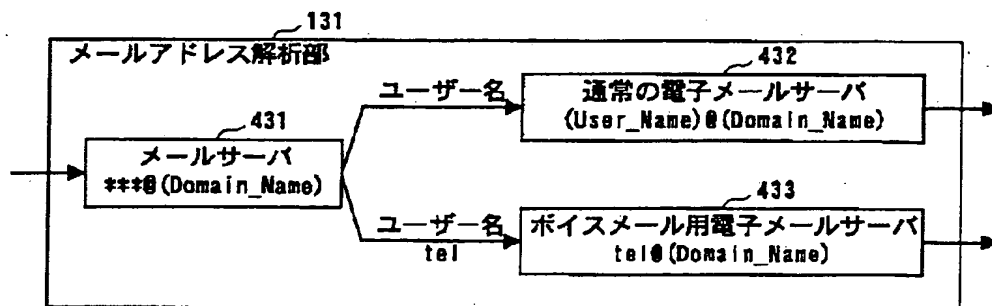 131
メールアドレス解析部
432
ユーザー名
通常の電子メールサーバ
(User_Name)@(Domain_Name)
431
メールサーバ
***@(Domain_Name)
433
ユーザー名
tel
ボイスメール用電子メールサーバ
tel@(Domain_Name)